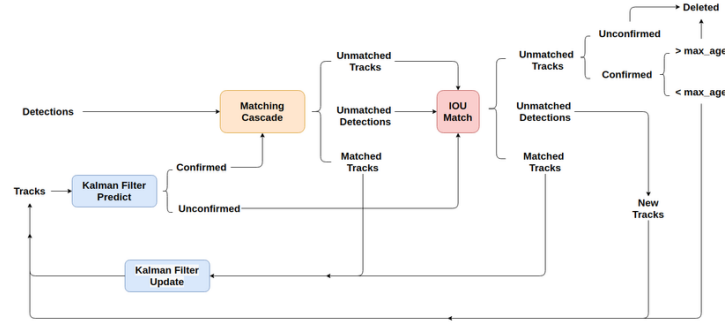 Deleted
Unconfirmed
Unmatched
Tracks
Unmatched
Tracks
> max_age
Confirmed
< max_age
Detections
Matching
Cascade
Unmatched
Detections
IOU
Match
Unmatched
Detections
Matched
Tracks
Matched
Tracks
Confirmed
Tracks
Kalman Filter
Predict
Unconfirmed
New
Tracks
Kalman Filter
Update